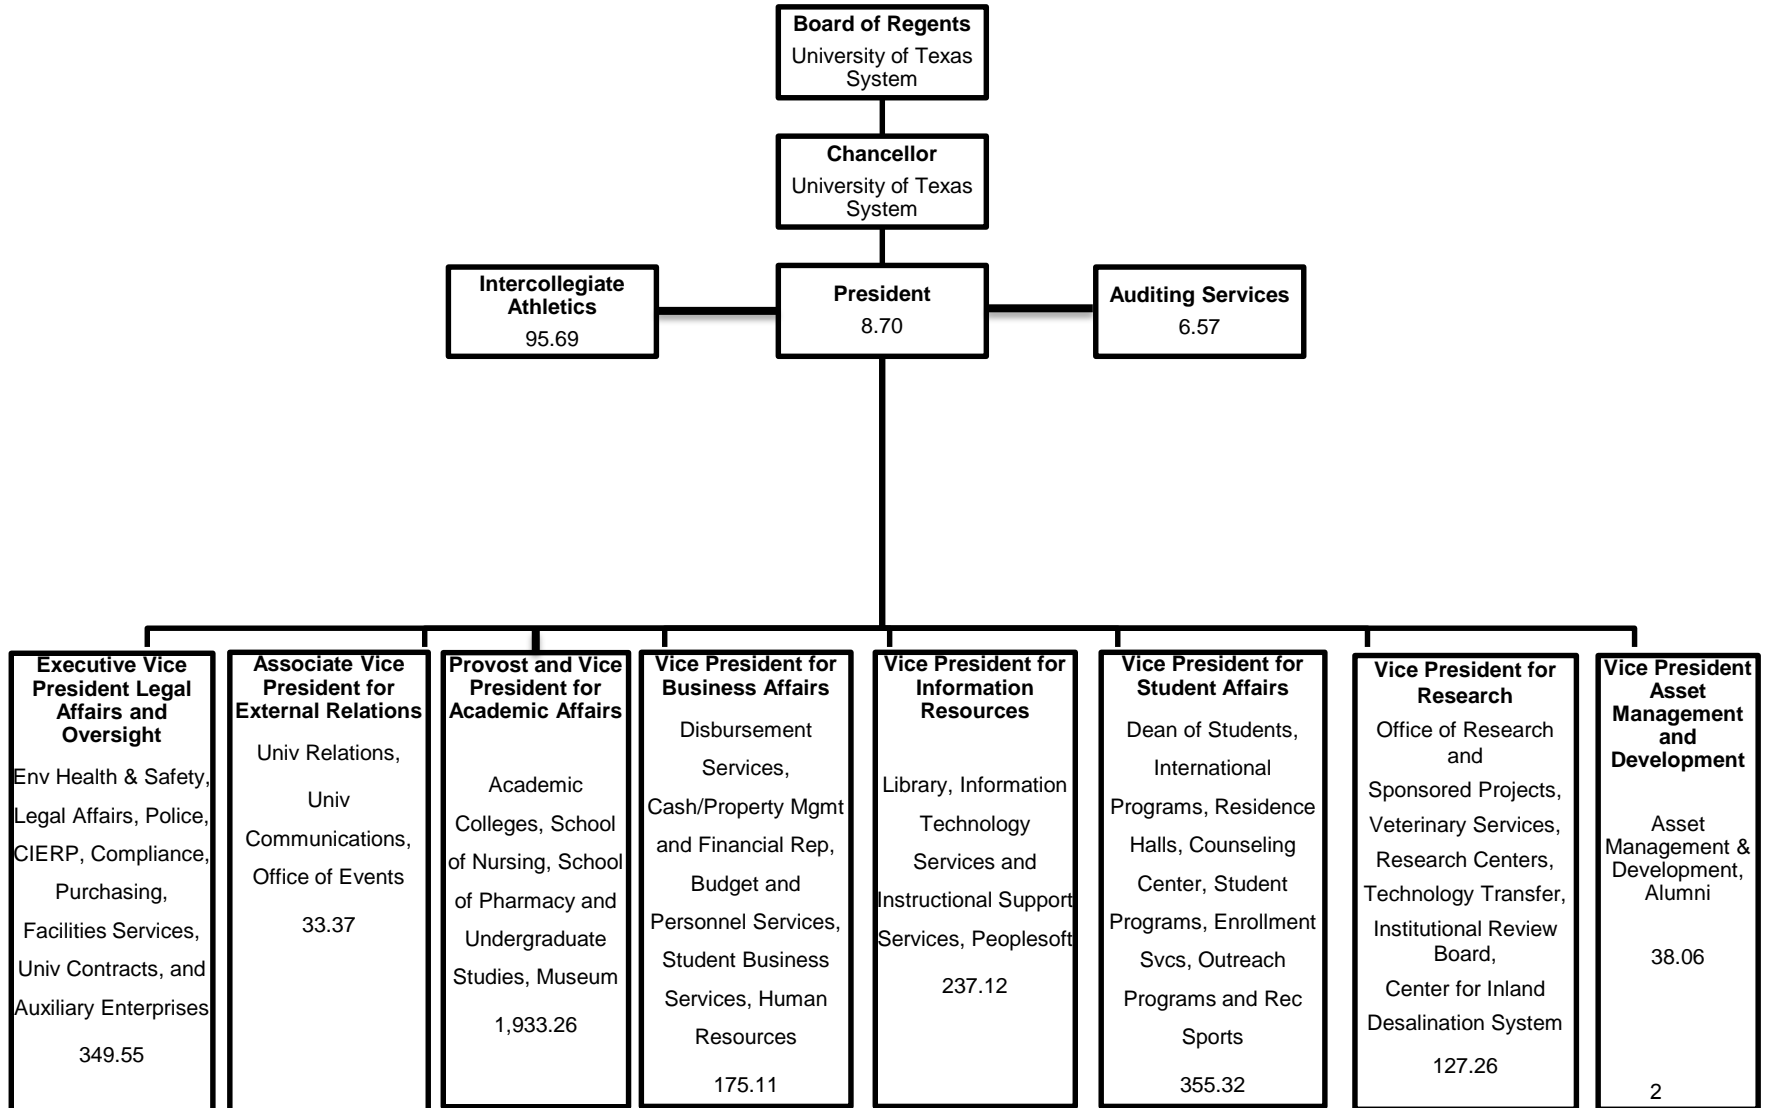 Board of Regents
University of Texas
System
Chancellor
University of Texas
System
Intercollegiate
Athletics
95.69
President
8.70
Auditing Services
6.57
Executive Vice
President Legal
Affairs and
Oversight
Env Health & Safety,
Legal Affairs, Police,
CIERP, Compliance,
Purchasing,
Facilities Services,
Univ Contracts, and
Auxiliary Enterprises
349.55
Associate Vice
President for
External Relations
Univ Relations,
Univ
Communications,
Office of Events
33.37
Provost and Vice
President for
Academic Affairs
Academic
Colleges, School
of Nursing, School
of Pharmacy and
Undergraduate
Studies, Museum
1,933.26
Vice President for
Business Affairs
Disbursement
Services,
Cash/Property Mgmt
and Financial Rep,
Budget and
Personnel Services,
Student Business
Services, Human
Resources
175.11
Vice President for
Information
Resources
Library, Information
Technology
Services and
Instructional Support
Services, Peoplesoft
237.12
Vice President for
Student Affairs
Dean of Students,
International
Programs, Residence
Halls, Counseling
Center, Student
Programs, Enrollment
Svcs, Outreach
Programs and Rec
Sports
355.32
Vice President for
Research
Office of Research
and
Sponsored Projects,
Veterinary Services,
Research Centers,
Technology Transfer,
Institutional Review
Board,
Center for Inland
Desalination System
127.26
Vice President
Asset
Management
and
Development
Asset
Management &
Development,
Alumni
38.06
2